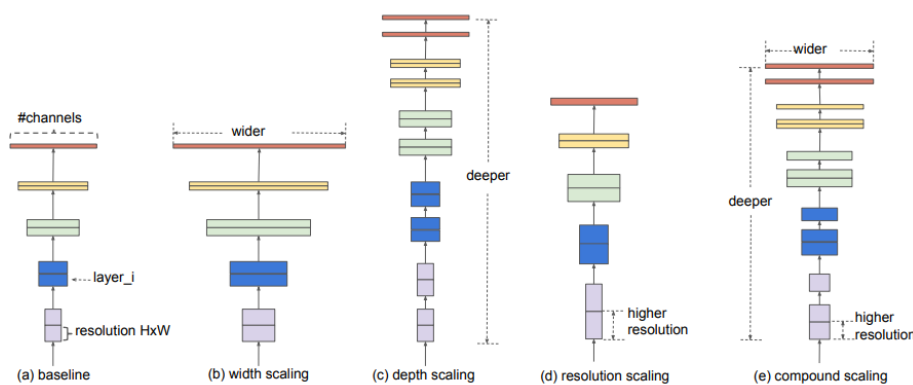 #channels
layer_i
resolution HxW
(a) baseline
wider
(b) width scaling
deeper
(c) depth scaling
higher
resolution
(d) resolution scaling
wider
deeper
higher
resolution
(e) compound scaling